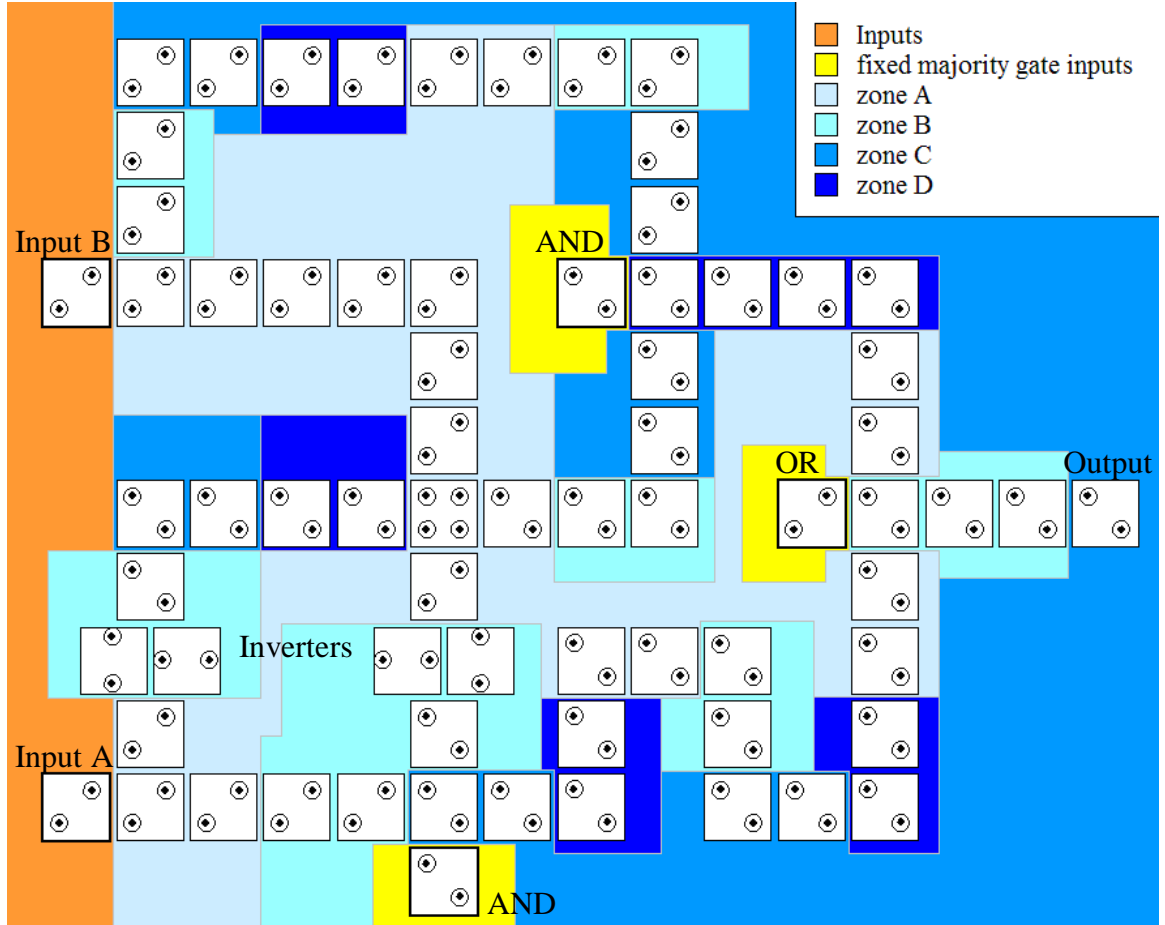 Inputs
fixed majority gate inputs
zone A
zone B
zone C
zone D
Input B
AND
OR
Output
Inverters
Input A
AND